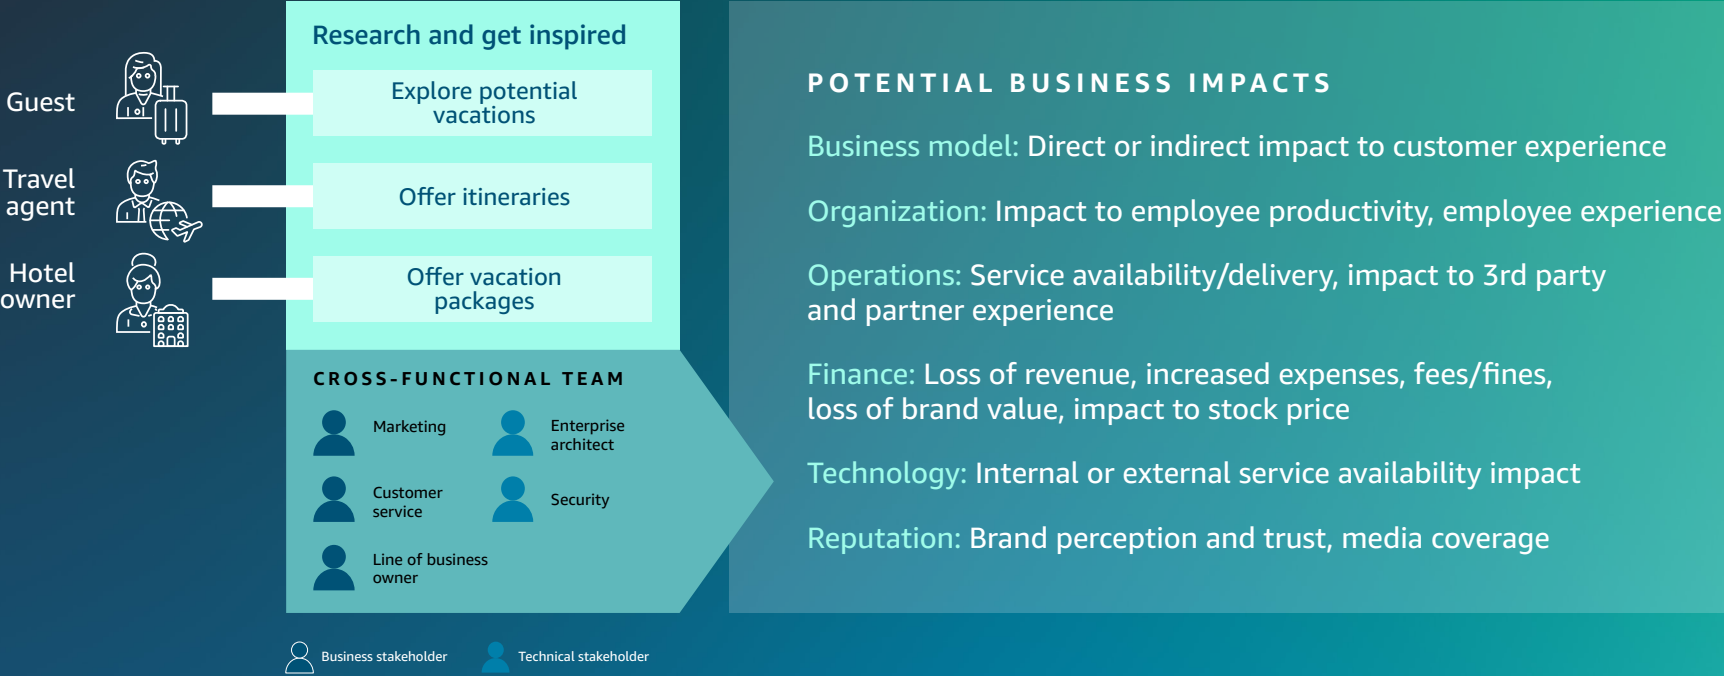 Guest
Travel
agent
Hotel
owner
Research and get inspired
Explore potential
vacations
Offer itineraries
Offer vacation
packages
CROSS-FUNCTIONAL TEAM
Marketing
Enterprise
architect
Customer
service
Security
Line of business
owner
Business stakeholder
Technical stakeholder
POTENTIAL BUSINESS IMPACTS
Business model: Direct or indirect impact to customer experience
Organization: Impact to employee productivity, employee experience
Operations: Service availability/delivery, impact to 3rd party
and partner experience
Finance: Loss of revenue, increased expenses, fees/fines,
loss of brand value, impact to stock price
Technology: Internal or external service availability impact
Reputation: Brand perception and trust, media coverage